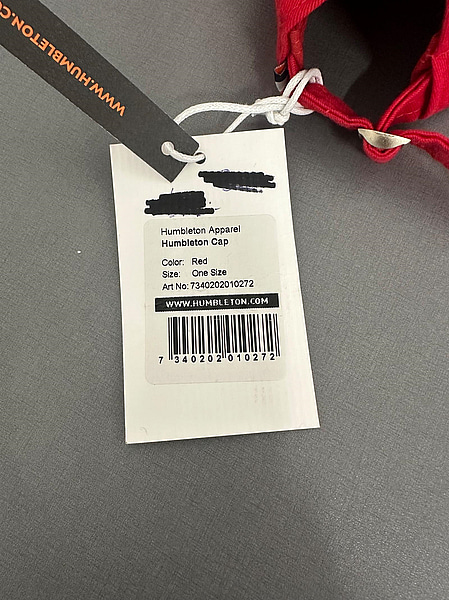 WWW.HUMBLETON.CO
Humbleton Apparel
Humbleton Cap
Color: Red
Size: One Size
Art No: 7340202010272
WWW.HUMBLETON.COM
7 340202 010272